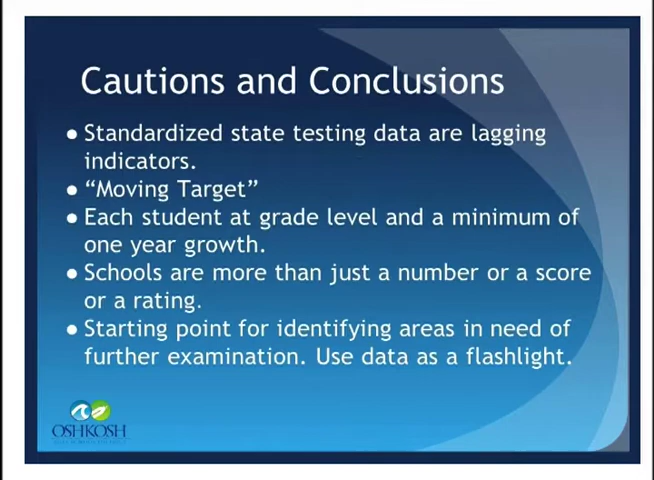 Cautions and Conclusions
● Standardized state testing data are lagging
indicators.
● “Moving Target”
● Each student at grade level and a minimum of
one year growth.
● Schools are more than just a number or a score
or a rating.
● Starting point for identifying areas in need of
further examination. Use data as a flashlight.
OSHKOSH